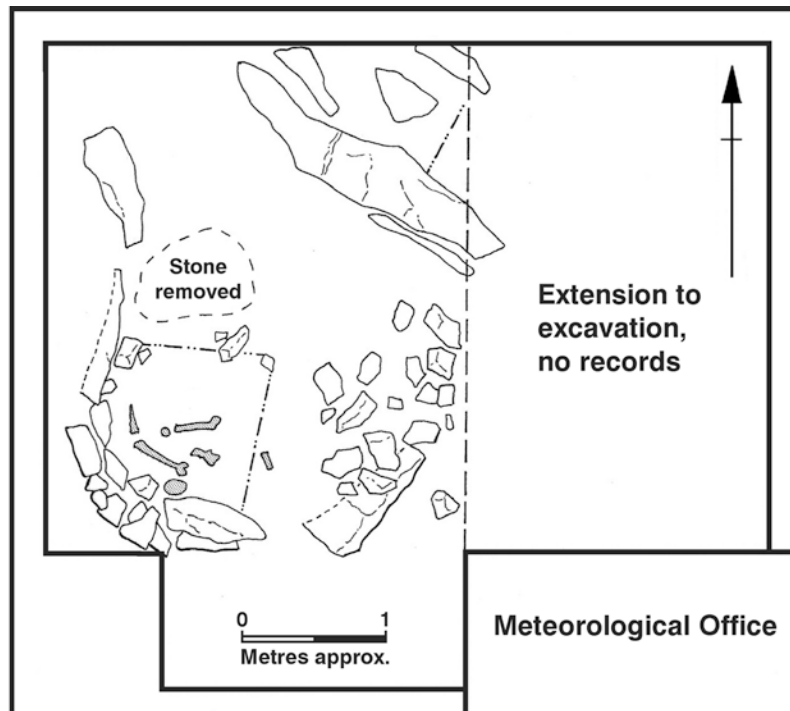 Stone
removed
Extension to
excavation,
no records
0 1
Metres approx.
Meteorological Office